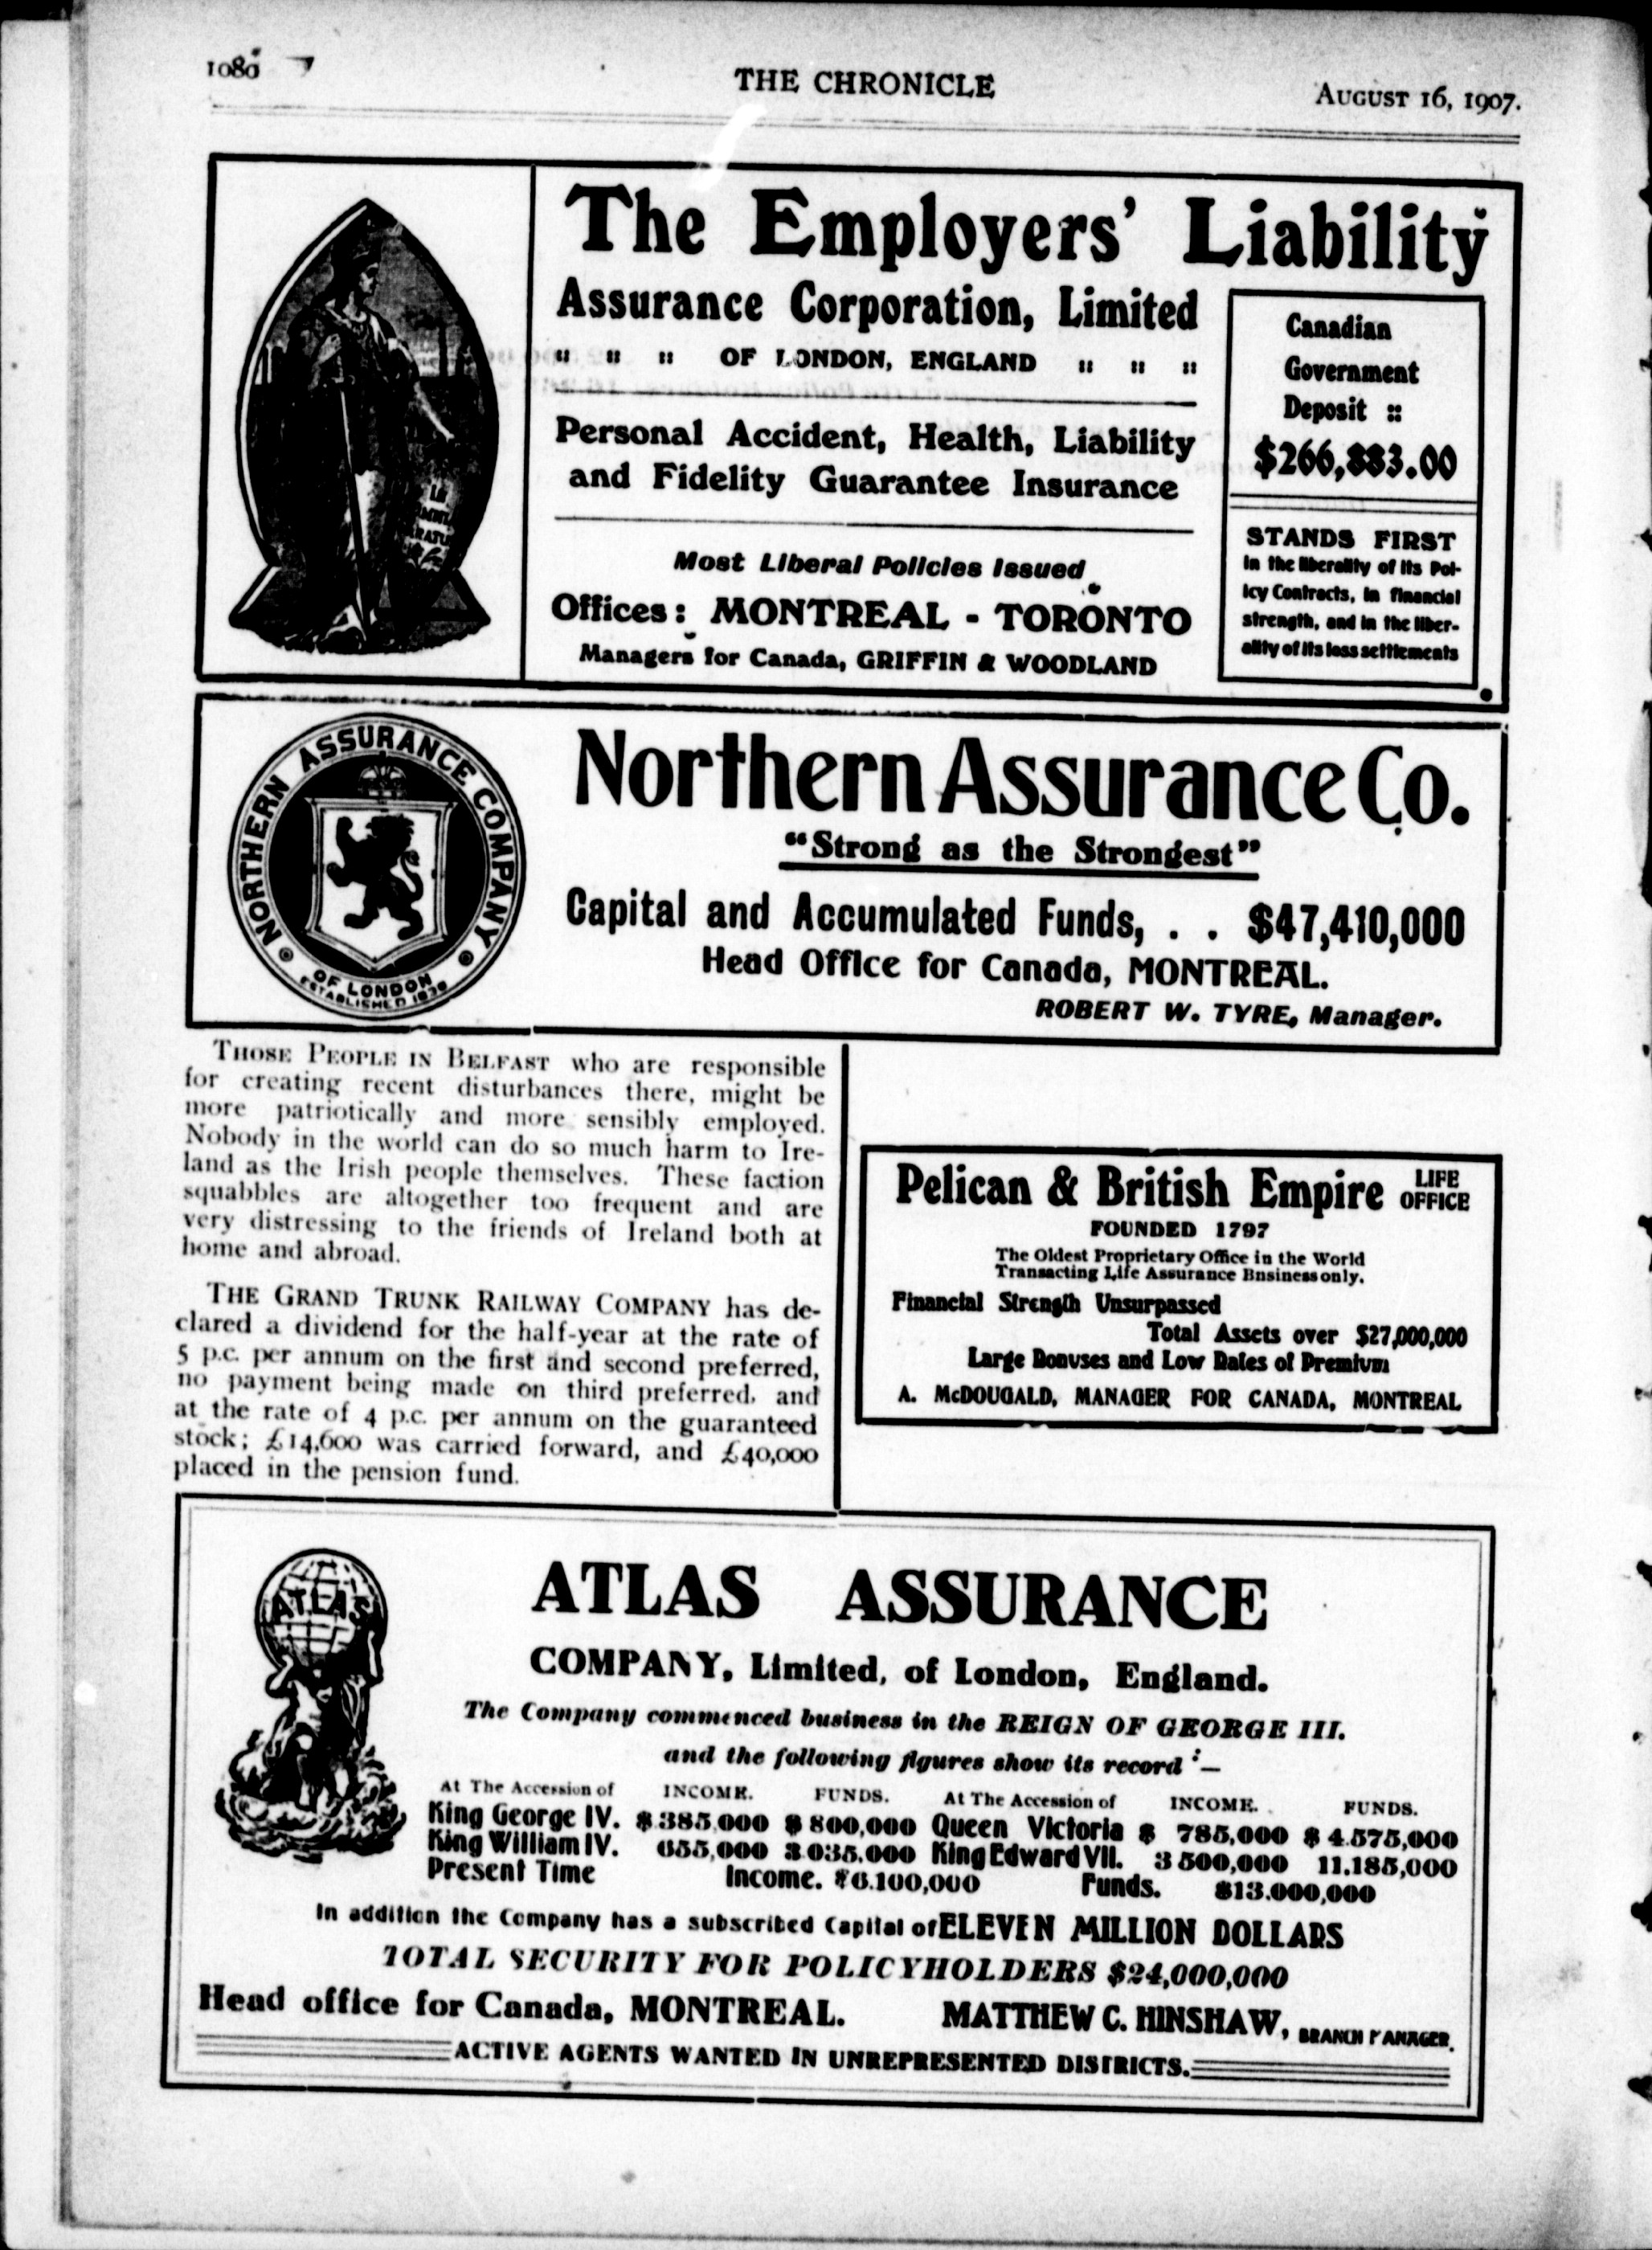 1080
THE CHRONICLE
AUGUST 16, 1907.
The Employers' Liability
Assurance Corporation, Limited
:: :: :: OF LONDON, ENGLAND :: :: ::
Personal Accident, Health, Liability
and Fidelity Guarantee Insurance
Most Liberal Policies Issued
Offices: MONTREAL - TORONTO
Managers for Canada, GRIFFIN & WOODLAND
Canadian
Government
Deposit ::
$266,883.00
STANDS FIRST
in the liberality of its Pol-
icy Contracts, in financial
strength, and in the liber-
ality of its loss settlements
NORTHERN ASSURANCE COMPANY
OF LONDON
ESTABLISHED 1836
Northern Assurance Co.
"Strong as the Strongest"
Capital and Accumulated Funds, . . $47,410,000
Head Office for Canada, MONTREAL.
ROBERT W. TYRE, Manager.
THOSE PEOPLE IN BELFAST who are responsible
for creating recent disturbances there, might be
more patriotically and more sensibly employed.
Nobody in the world can do so much harm to Ire-
land as the Irish people themselves. These faction
squabbles are altogether too frequent and are
very distressing to the friends of Ireland both at
home and abroad.
THE GRAND TRUNK RAILWAY COMPANY has de-
clared a dividend for the half-year at the rate of
5 p.c. per annum on the first and second preferred,
no payment being made on third preferred, and
at the rate of 4 p.c. per annum on the guaranteed
stock; £14,600 was carried forward, and £40,000
placed in the pension fund.
Pelican & British Empire LIFE OFFICE
FOUNDED 1797
The Oldest Proprietary Office in the World
Transacting Life Assurance Business only.
Financial Strength Unsurpassed
Total Assets over $27,000,000
Large Bonuses and Low Rates of Premium
A. McDOUGALD, MANAGER FOR CANADA, MONTREAL
ATLAS
ATLAS ASSURANCE
COMPANY, Limited, of London, England.
The Company commenced business in the REIGN OF GEORGE III.
and the following figures show its record :—
At The Accession of INCOME. FUNDS. At The Accession of INCOME. FUNDS.
King George IV. $ 385,000 $ 800,000 Queen Victoria $ 785,000 $ 4,575,000
King William IV. 655,000 3,035,000 King Edward VII. 3,500,000 11,185,000
Present Time Income. $6,100,000 Funds. $13,000,000
In addition the Company has a subscribed Capital of ELEVEN MILLION DOLLARS
TOTAL SECURITY FOR POLICYHOLDERS $24,000,000
Head office for Canada, MONTREAL. MATTHEW C. HINSHAW, BRANCH MANAGER.
ACTIVE AGENTS WANTED IN UNREPRESENTED DISTRICTS.